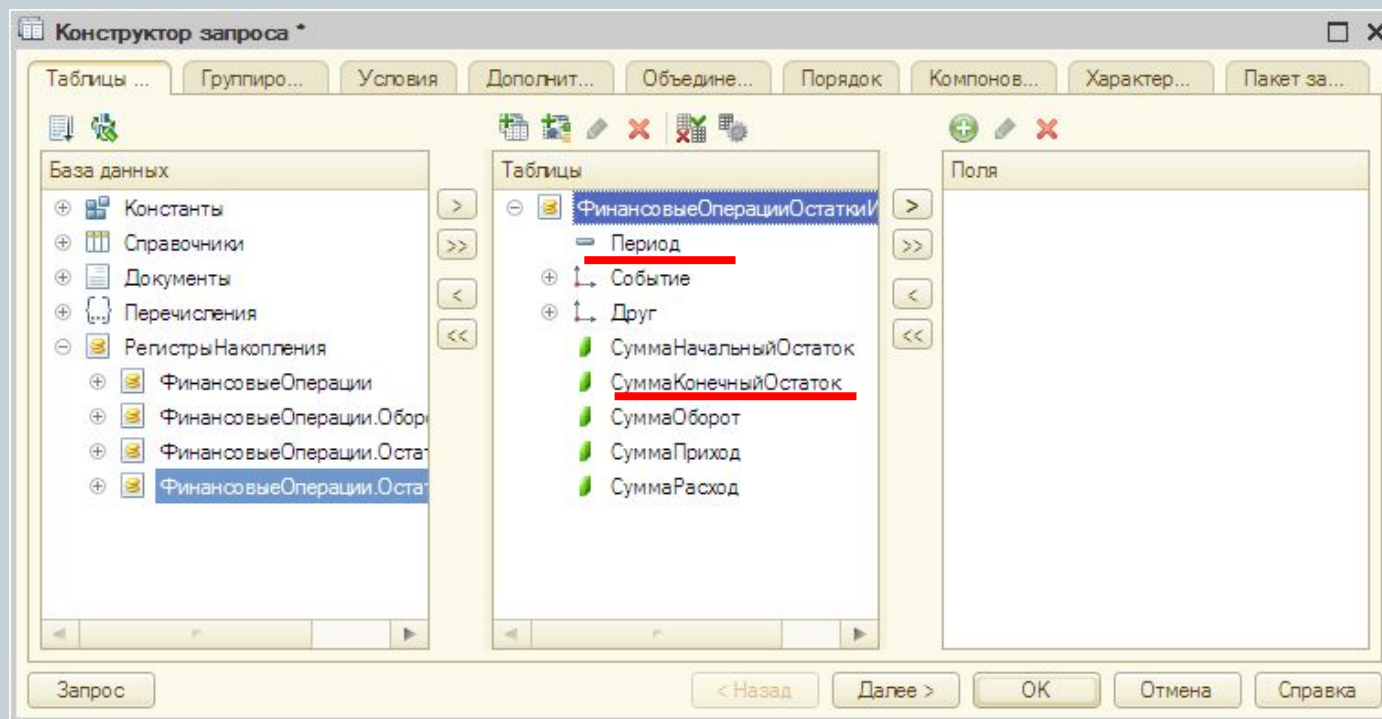 Конструктор запроса *
Таблицы ... Группиро... Условия Дополнит... Объедине... Порядок Компонов... Характер... Пакет за...
База данных
Константы
Справочники
Документы
Перечисления
РегистрыНакопления
ФинансовыеОперации
ФинансовыеОперации.Оборо
ФинансовыеОперации.Остат
ФинансовыеОперации.Остат
Таблицы
ФинансовыеОперацииОстаткиИ
Период
Событие
Друг
СуммаНачальныйОстаток
СуммаКонечныйОстаток
СуммаОборот
СуммаПриход
СуммаРасход
Поля
> >> < <<
> >> < <<
Запрос < Назад Далее > ОК Отмена Справка